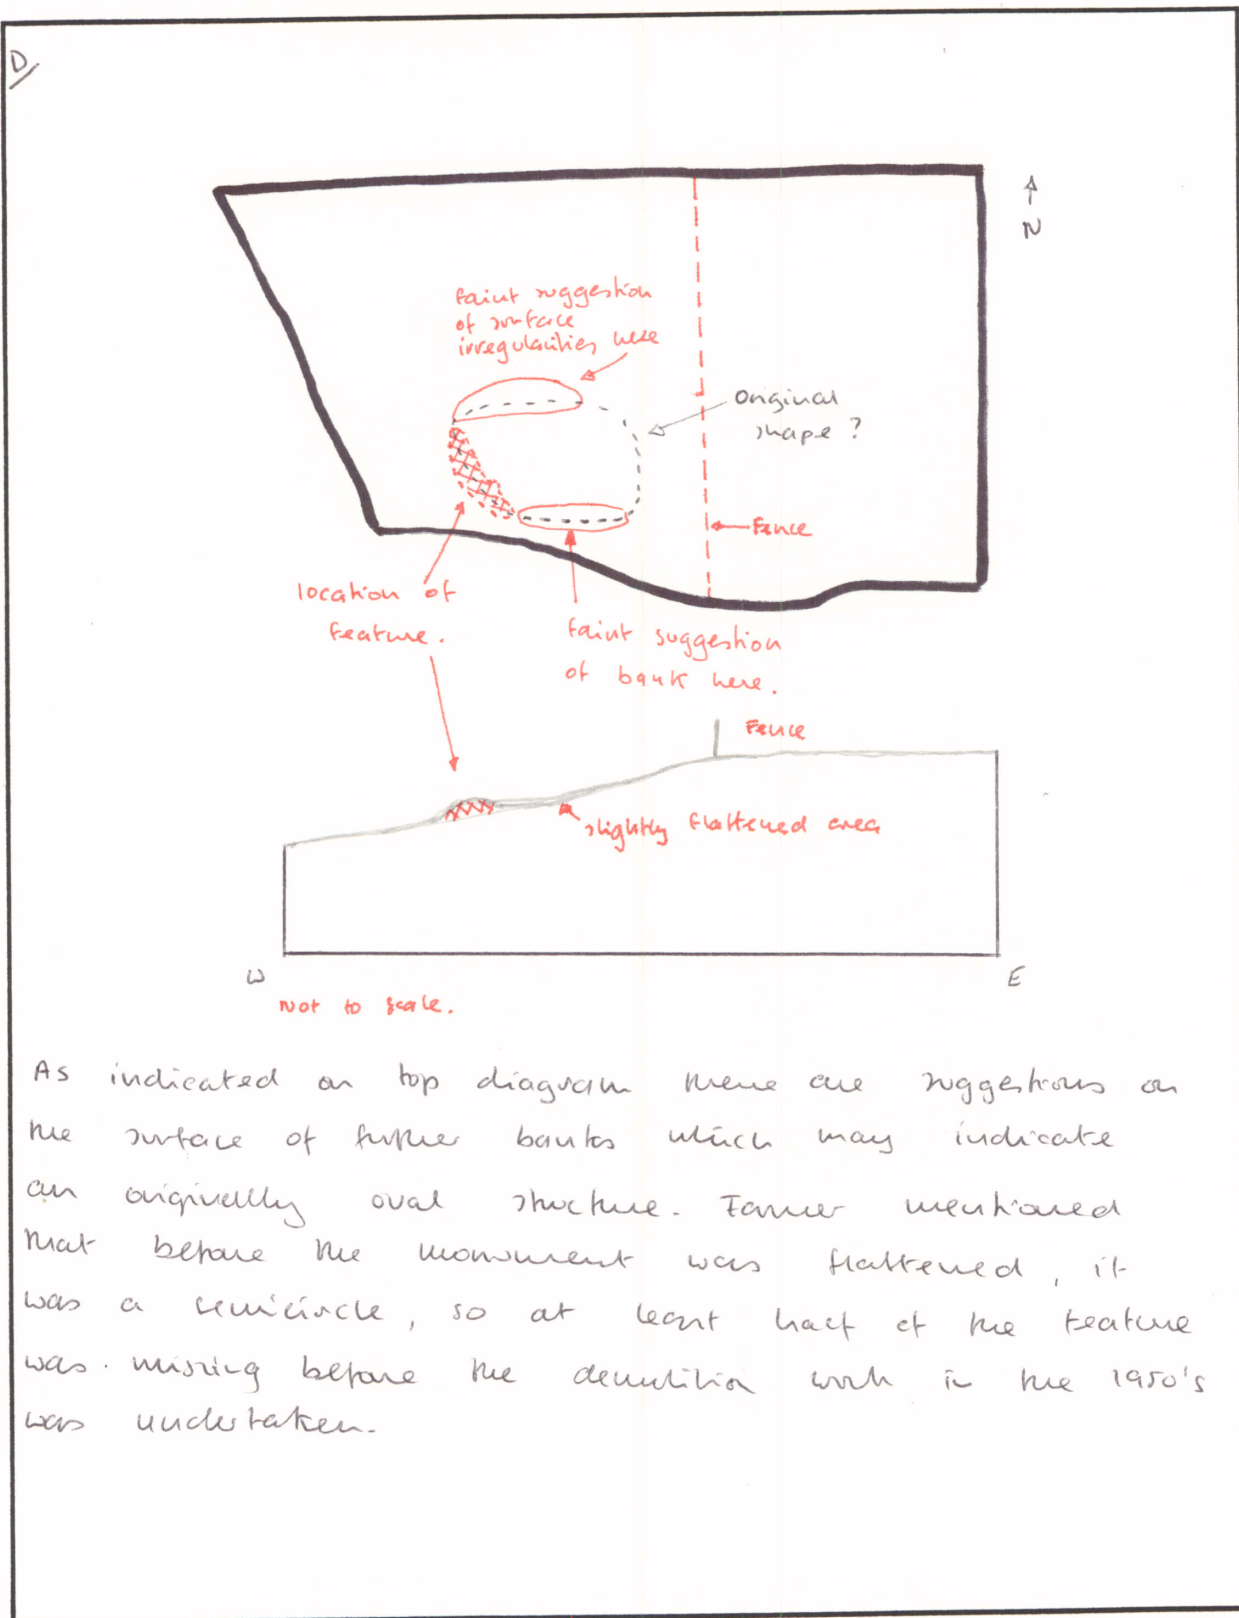 D/
↑
N
faint suggestion
of surface
irregularities here
original
shape ?
Fence
location of
feature.
faint suggestion
of bank here.
Fence
slightly flattened area
W
E
Not to scale.
As indicated on top diagram there are suggestions on
the surface of further banks which may indicate
an originally oval structure. Farmer mentioned
that before the monument was flattened, it
was a semicircle, so at least half of the feature
was missing before the demolition work in the 1950's
was undertaken.